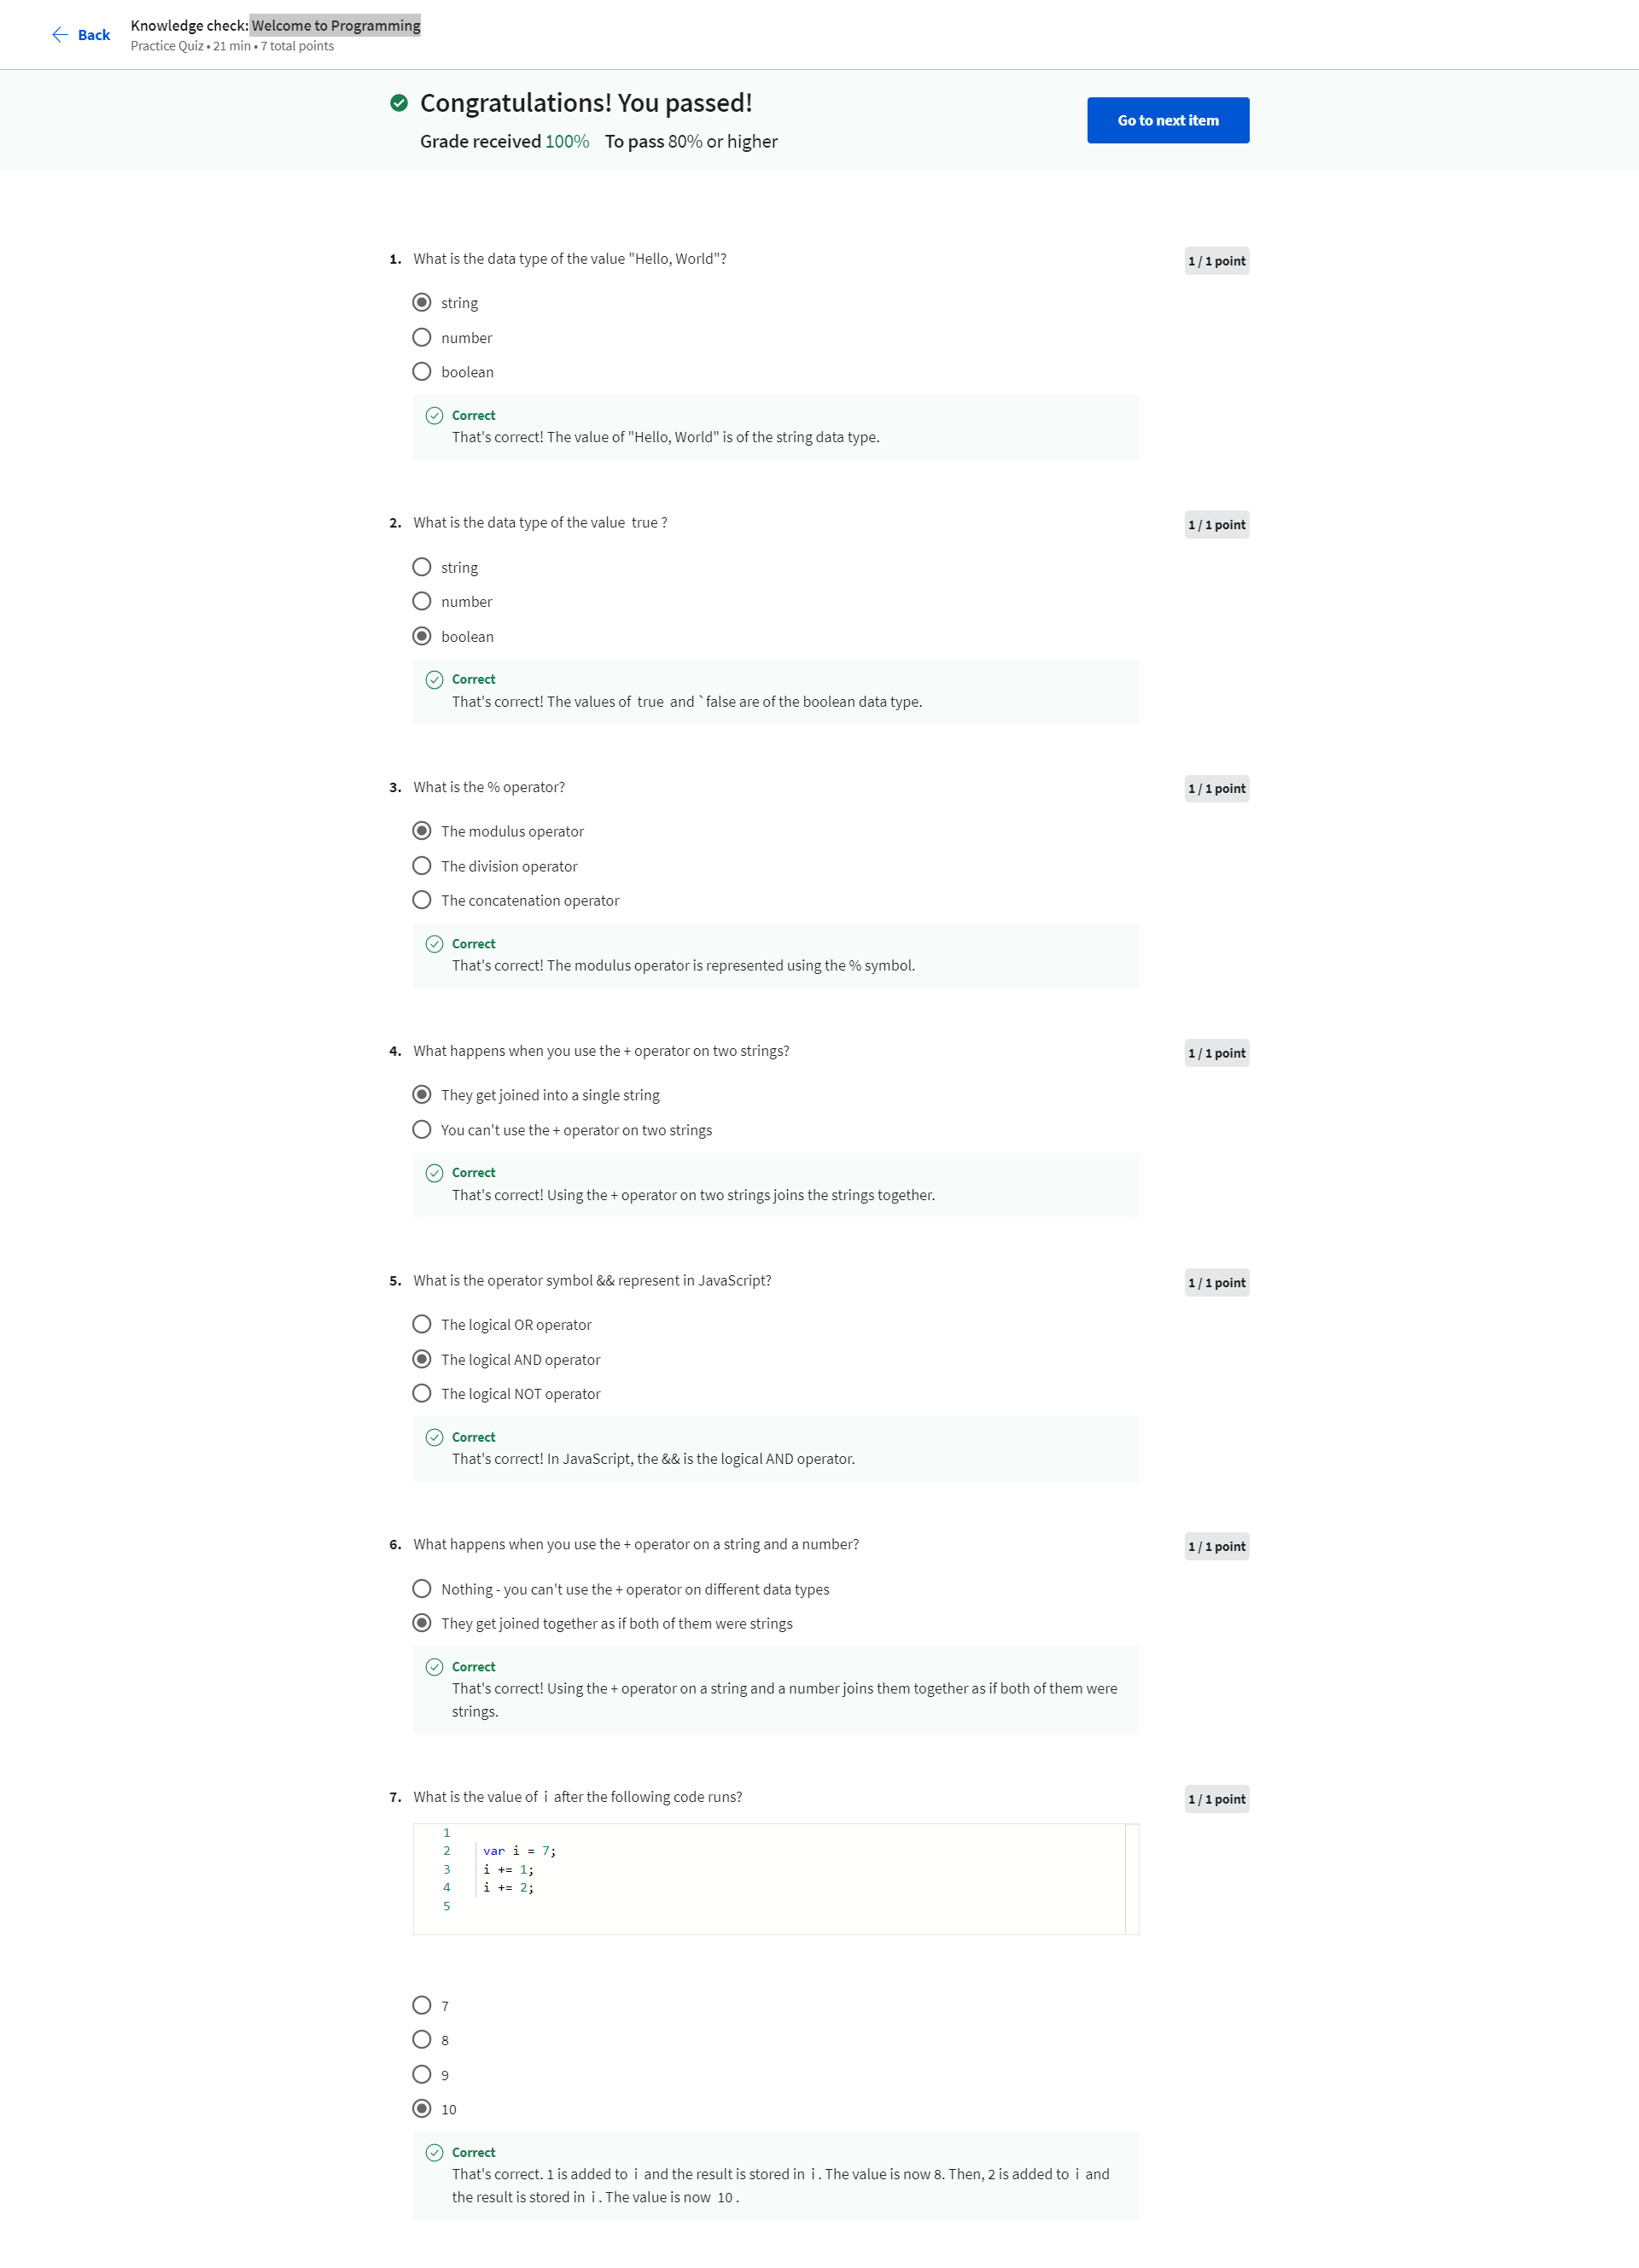 Back
Knowledge check: Welcome to Programming
Practice Quiz • 21 min • 7 total points
Congratulations! You passed!
Grade received 100% To pass 80% or higher
Go to next item
1. What is the data type of the value "Hello, World"?
1 / 1 point
string
number
boolean
Correct
That's correct! The value of "Hello, World" is of the string data type.
2. What is the data type of the value true ?
1 / 1 point
string
number
boolean
Correct
That's correct! The values of true and `false are of the boolean data type.
3. What is the % operator?
1 / 1 point
The modulus operator
The division operator
The concatenation operator
Correct
That's correct! The modulus operator is represented using the % symbol.
4. What happens when you use the + operator on two strings?
1 / 1 point
They get joined into a single string
You can't use the + operator on two strings
Correct
That's correct! Using the + operator on two strings joins the strings together.
5. What is the operator symbol && represent in JavaScript?
1 / 1 point
The logical OR operator
The logical AND operator
The logical NOT operator
Correct
That's correct! In JavaScript, the && is the logical AND operator.
6. What happens when you use the + operator on a string and a number?
1 / 1 point
Nothing - you can't use the + operator on different data types
They get joined together as if both of them were strings
Correct
That's correct! Using the + operator on a string and a number joins them together as if both of them were
strings.
7. What is the value of i after the following code runs?
1 / 1 point
1
2 var i = 7;
3 i += 1;
4 i += 2;
5
7
8
9
10
Correct
That's correct. 1 is added to i and the result is stored in i . The value is now 8. Then, 2 is added to i and
the result is stored in i . The value is now 10 .